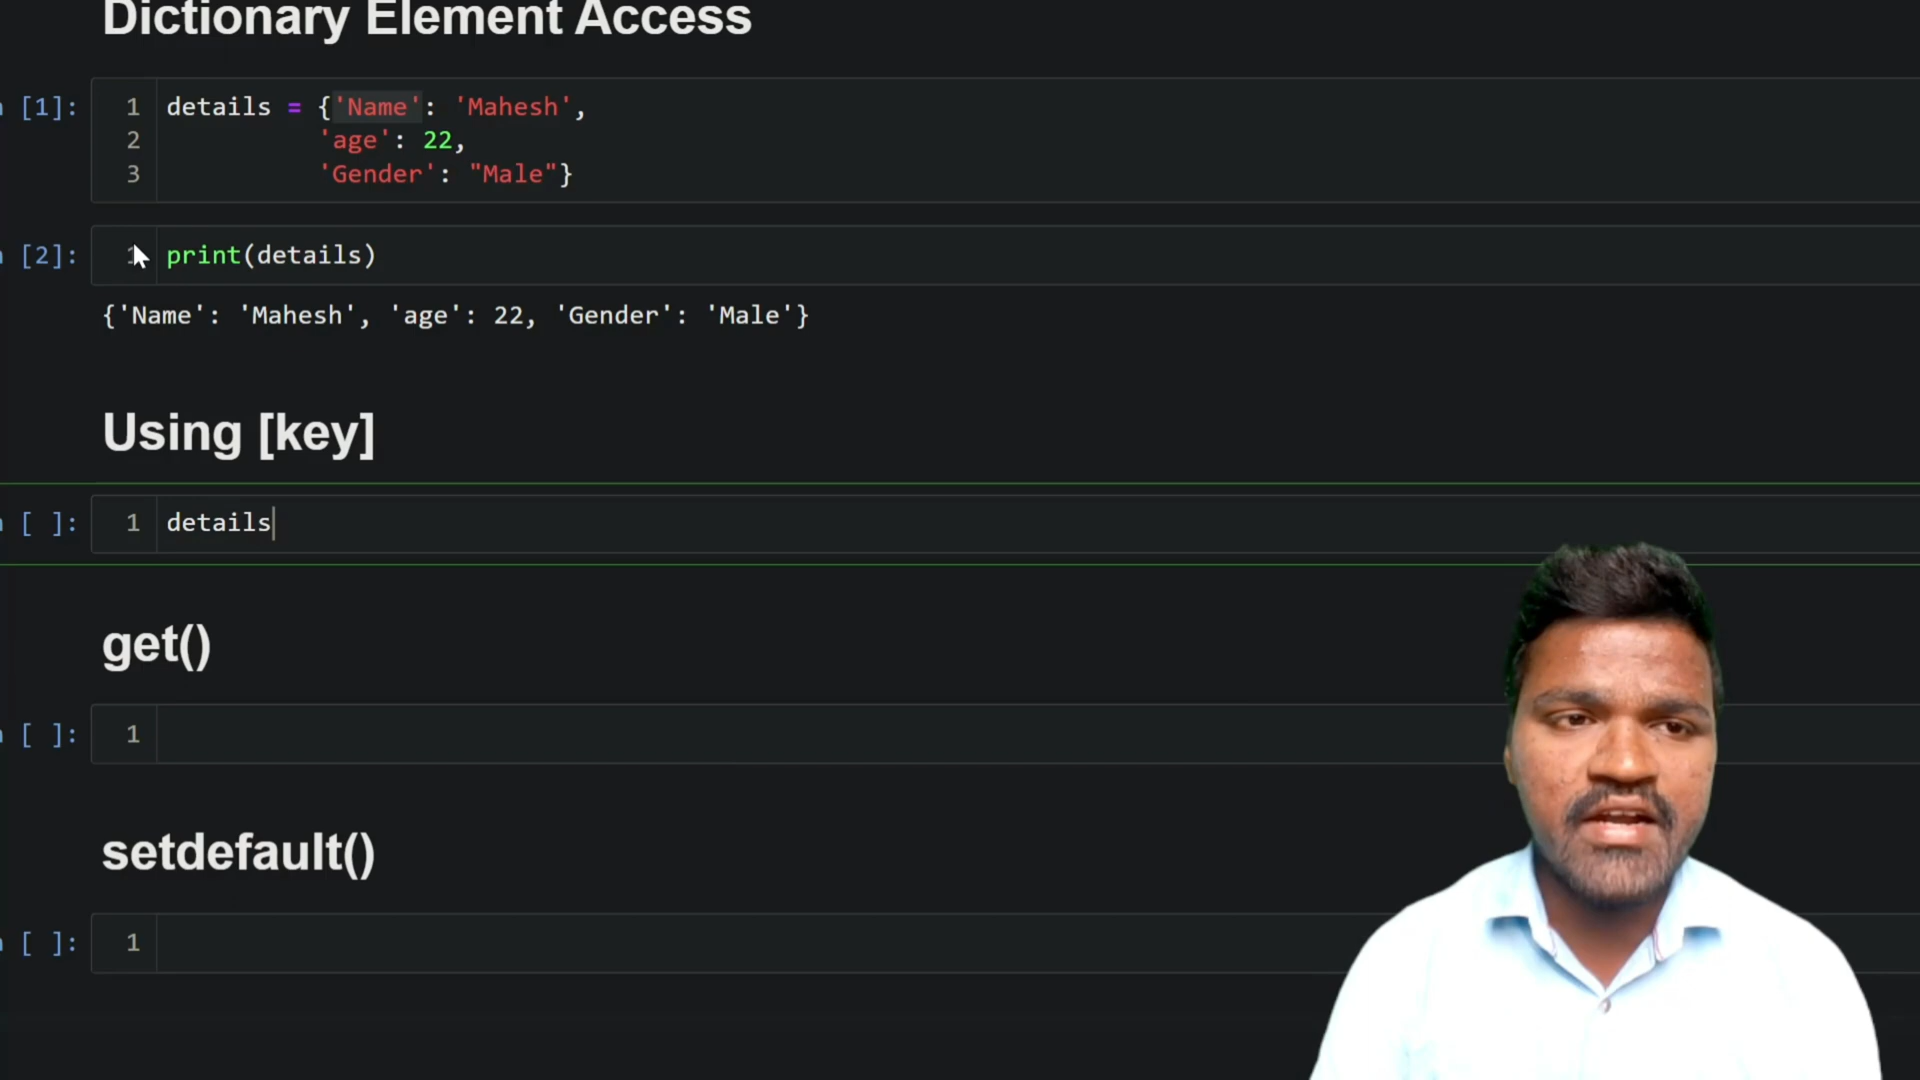 Dictionary Element Access
[1]:
1 details = {'Name': 'Mahesh',
2 'age': 22,
3 'Gender': "Male"}
[2]:
print(details)
{'Name': 'Mahesh', 'age': 22, 'Gender': 'Male'}
Using [key]
[ ]:
1 details
get()
[ ]:
1
setdefault()
[ ]:
1